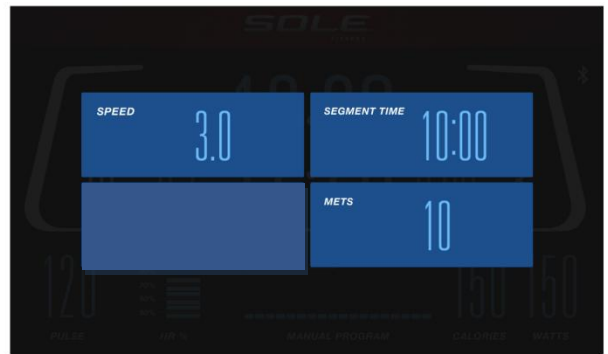 SOLE
SPEED
3.0
SEGMENT TIME
10:00
METS
10
120
150
150
PULSE
HR %
MANUAL PROGRAM
CALORIES
WATTS